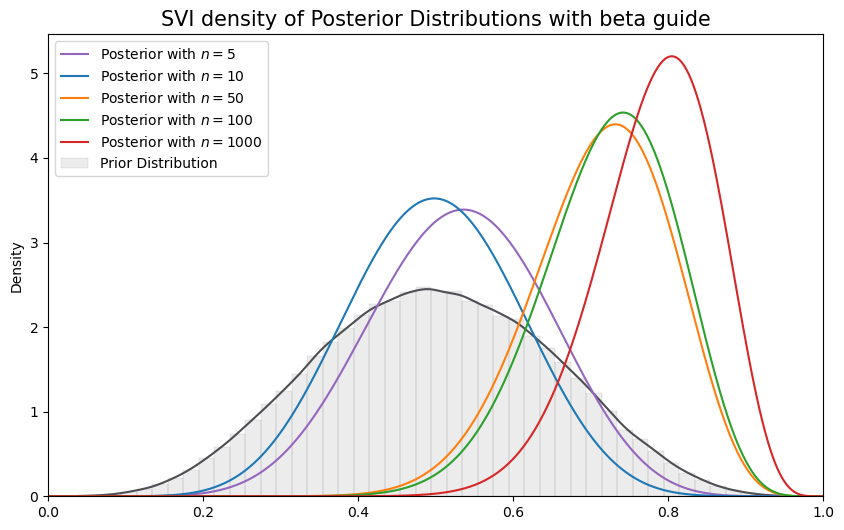 SVI density of Posterior Distributions with beta guide
Posterior with n = 5
Posterior with n = 10
Posterior with n = 50
Posterior with n = 100
Posterior with n = 1000
Prior Distribution
Density
5
4
3
2
1
0
0.0 0.2 0.4 0.6 0.8 1.0